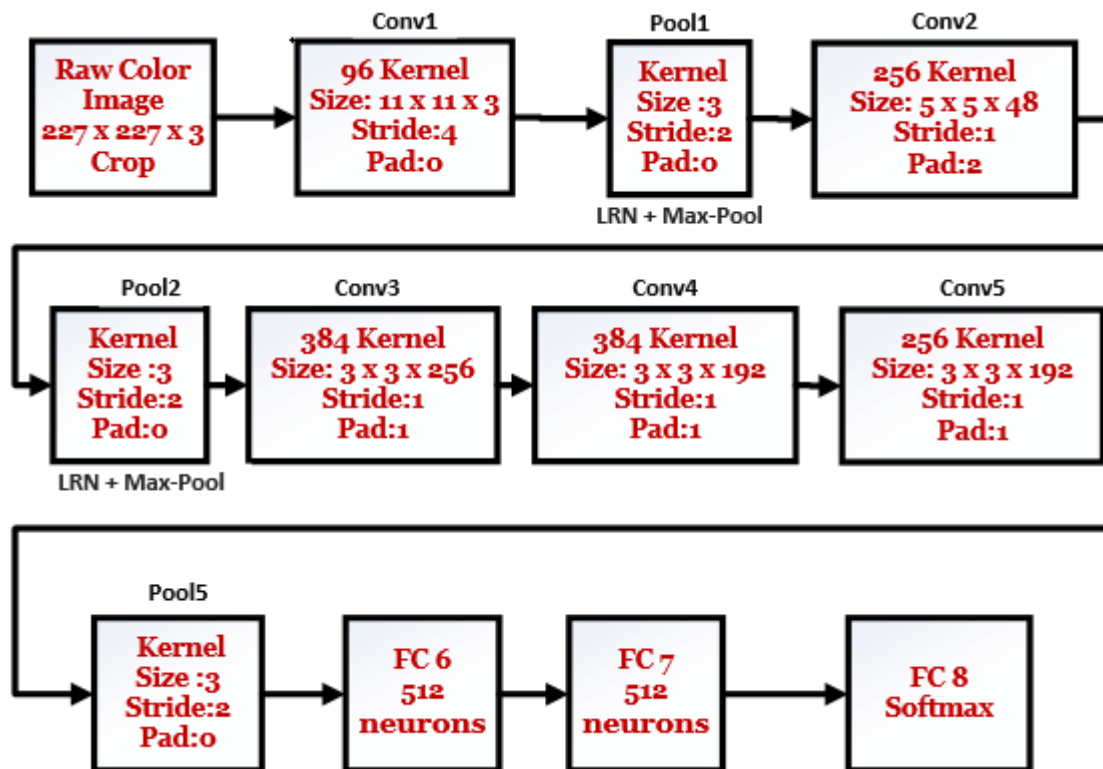 Conv1
Pool1
Conv2
Raw Color
Image
227 x 227 x 3
Crop
96 Kernel
Size: 11 x 11 x 3
Stride:4
Pad:0
Kernel
Size :3
Stride:2
Pad:0
256 Kernel
Size: 5 x 5 x 48
Stride:1
Pad:2
LRN + Max-Pool
Pool2
Conv3
Conv4
Conv5
Kernel
Size :3
Stride:2
Pad:0
384 Kernel
Size: 3 x 3 x 256
Stride:1
Pad:1
384 Kernel
Size: 3 x 3 x 192
Stride:1
Pad:1
256 Kernel
Size: 3 x 3 x 192
Stride:1
Pad:1
LRN + Max-Pool
Pool5
Kernel
Size :3
Stride:2
Pad:0
FC 6
512
neurons
FC 7
512
neurons
FC 8
Softmax